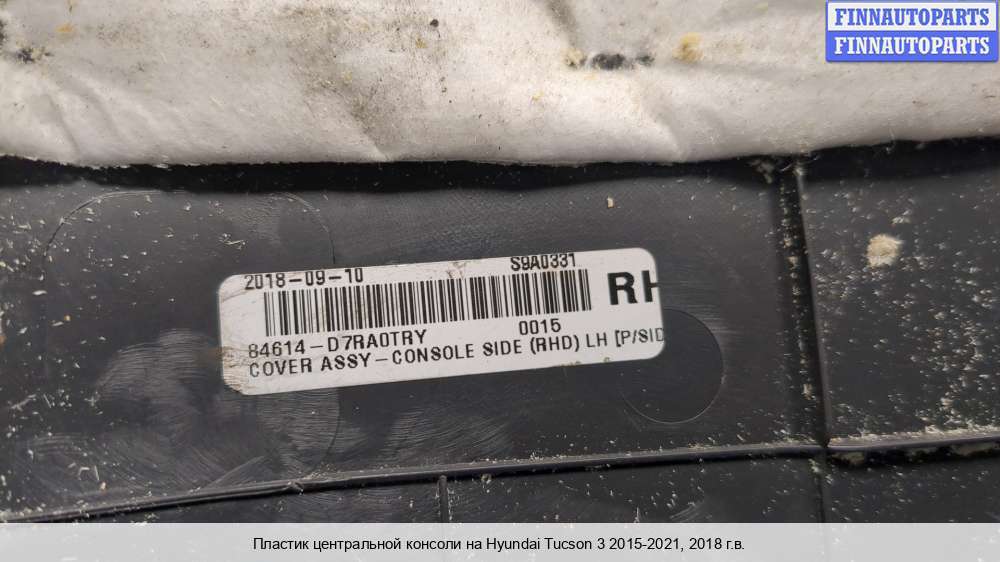 FINNAUTOPARTS
FINNAUTOPARTS
2018-09-10 S9A0331
RH
84614-D7RA0TRY 0015
COVER ASSY-CONSOLE SIDE (RHD) LH [P/SID
Пластик центральной консоли на Hyundai Tucson 3 2015-2021, 2018 г.в.